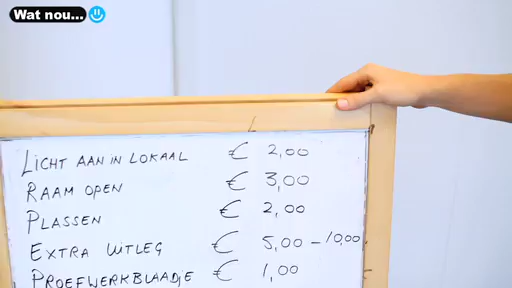 Wat nou...
LICHT AAN IN LOKAAL € 2,00
RAAM OPEN € 3,00
PLASSEN € 2,00
EXTRA UITLEG € 5,00 - 10,00
PROEFWERKBLAADJE € 1,00